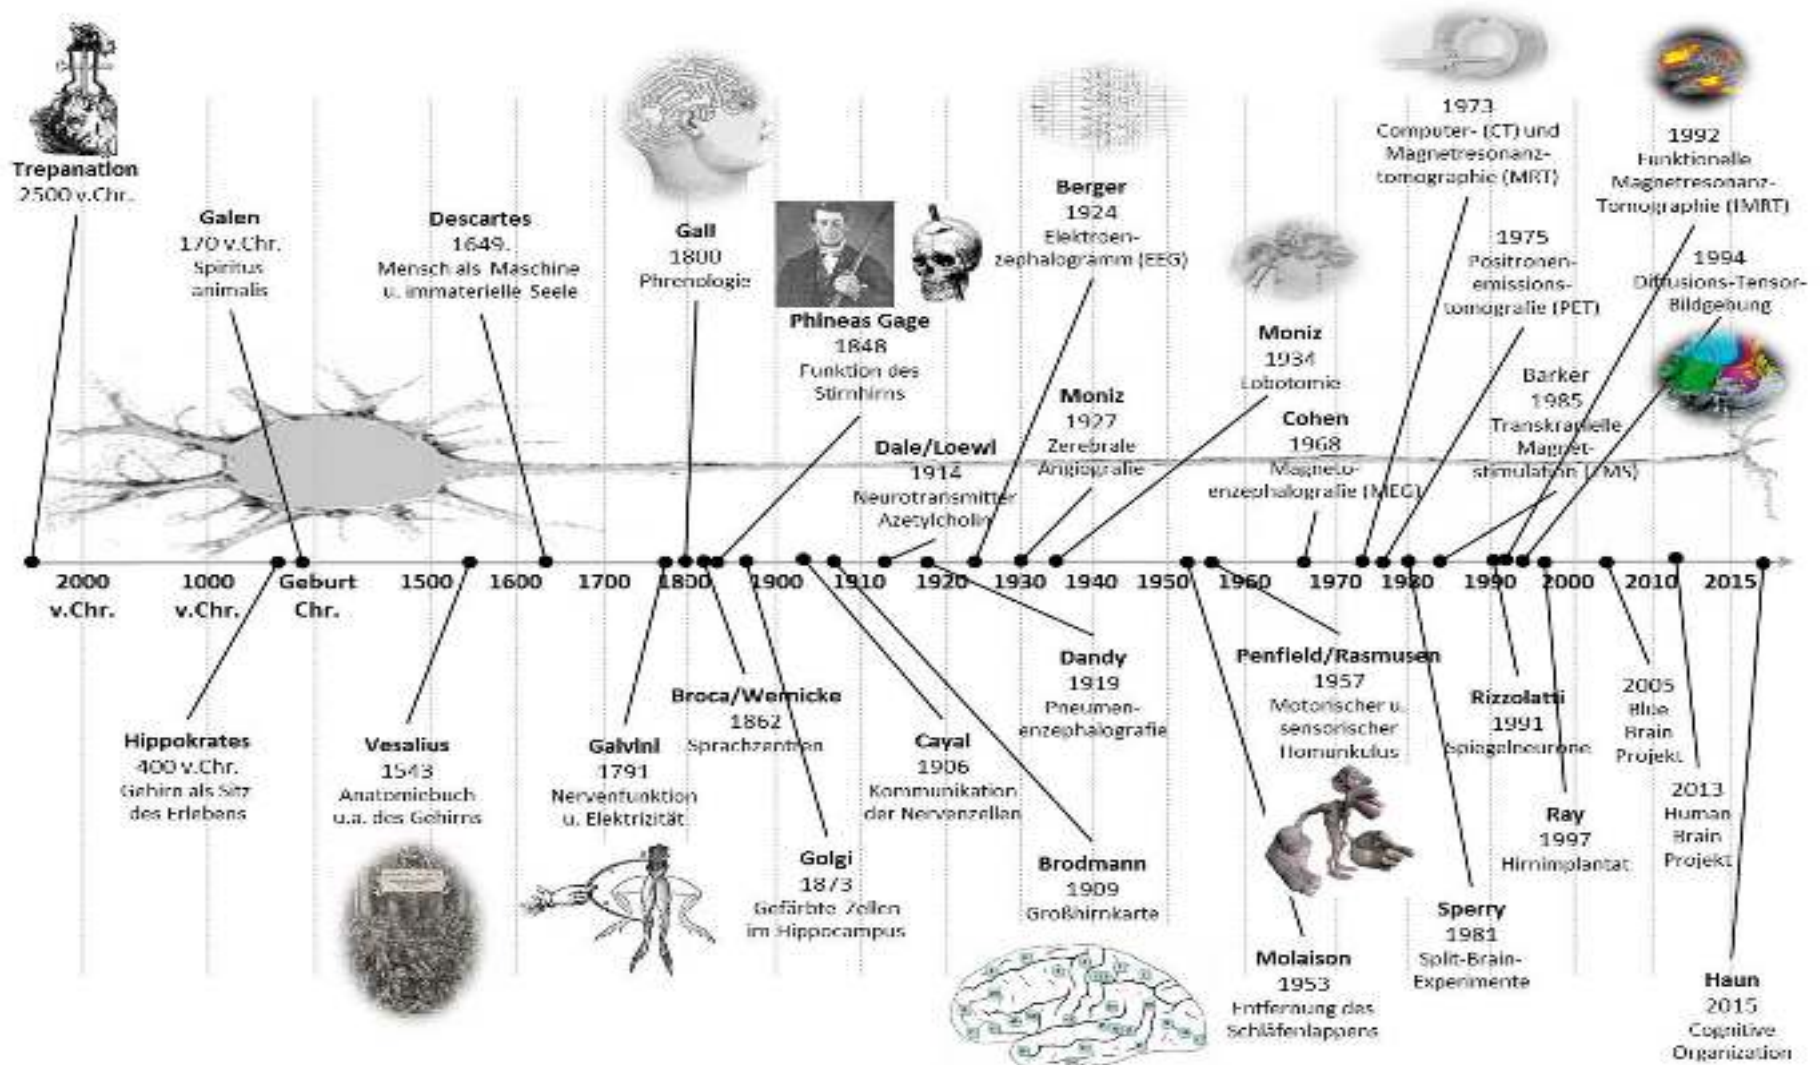 Trepanation
2500 v.Chr.
Galen
170 v.Chr.
Spiritus
animalis
Descartes
1649.
Mensch als Maschine
u. immaterielle Seele
Gall
1800
Phrenologie
Phineas Gage
1848
Funktion des
Stirnhirns
Dale/Loewi
1914
Neurotransmitter
Azetylcholin
Berger
1924
Elektroen-
zephalogramm (EEG)
Moniz
1927
Zerebrale
Angiografie
Moniz
1934
Lobotomie
Cohen
1968
Magneto-
enzephalografie (MEG)
1973
Computer- (CT) und
Magnetresonanz-
tomographie (MRT)
1975
Positronen-
emissions-
tomografie (PET)
Barker
1985
Transkranielle
Magnet-
stimulation (TMS)
1992
Funktionelle
Magnetresonanz-
Tomographie (fMRT)
1994
Diffusions-Tensor-
Bildgebung
2000 1000 Geburt 1500 1600 1700 1800 1900 1910 1920 1930 1940 1950 1960 1970 1980 1990 2000 2010 2015
v.Chr. v.Chr. Chr.
Hippokrates
400 v.Chr.
Gehirn als Sitz
des Erlebens
Vesalius
1543
Anatomiebuch
u.a. des Gehirns
Galvini
1791
Nervenfunktion
u. Elektrizität
Broca/Wernicke
1862
Sprachzentren
Golgi
1873
Gefärbte Zellen
im Hippocampus
Cayal
1906
Kommunikation
der Nervenzellen
Brodmann
1909
Großhirnkarte
Dandy
1919
Pneumen-
enzephalografie
Molaison
1953
Entfernung des
Schläfenlappens
Penfield/Rasmusen
1957
Motorischer u.
sensorischer
Homunkulus
Sperry
1981
Split-Brain-
Experimente
Rizzolatti
1991
Spiegelneurone
Ray
1997
Hirnimplantat
2005
Blue
Brain
Projekt
2013
Human
Brain
Projekt
Haun
2015
Cognitive
Organization